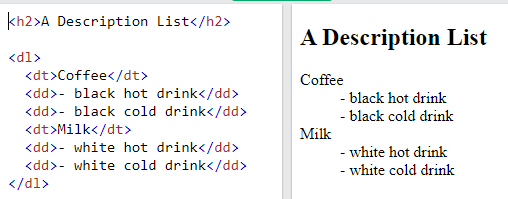 <h2>A Description List</h2>
<dl>
<dt>Coffee</dt>
<dd>- black hot drink</dd>
<dd>- black cold drink</dd>
<dt>Milk</dt>
<dd>- white hot drink</dd>
<dd>- white cold drink</dd>
</dl>
A Description List
Coffee
- black hot drink
- black cold drink
Milk
- white hot drink
- white cold drink